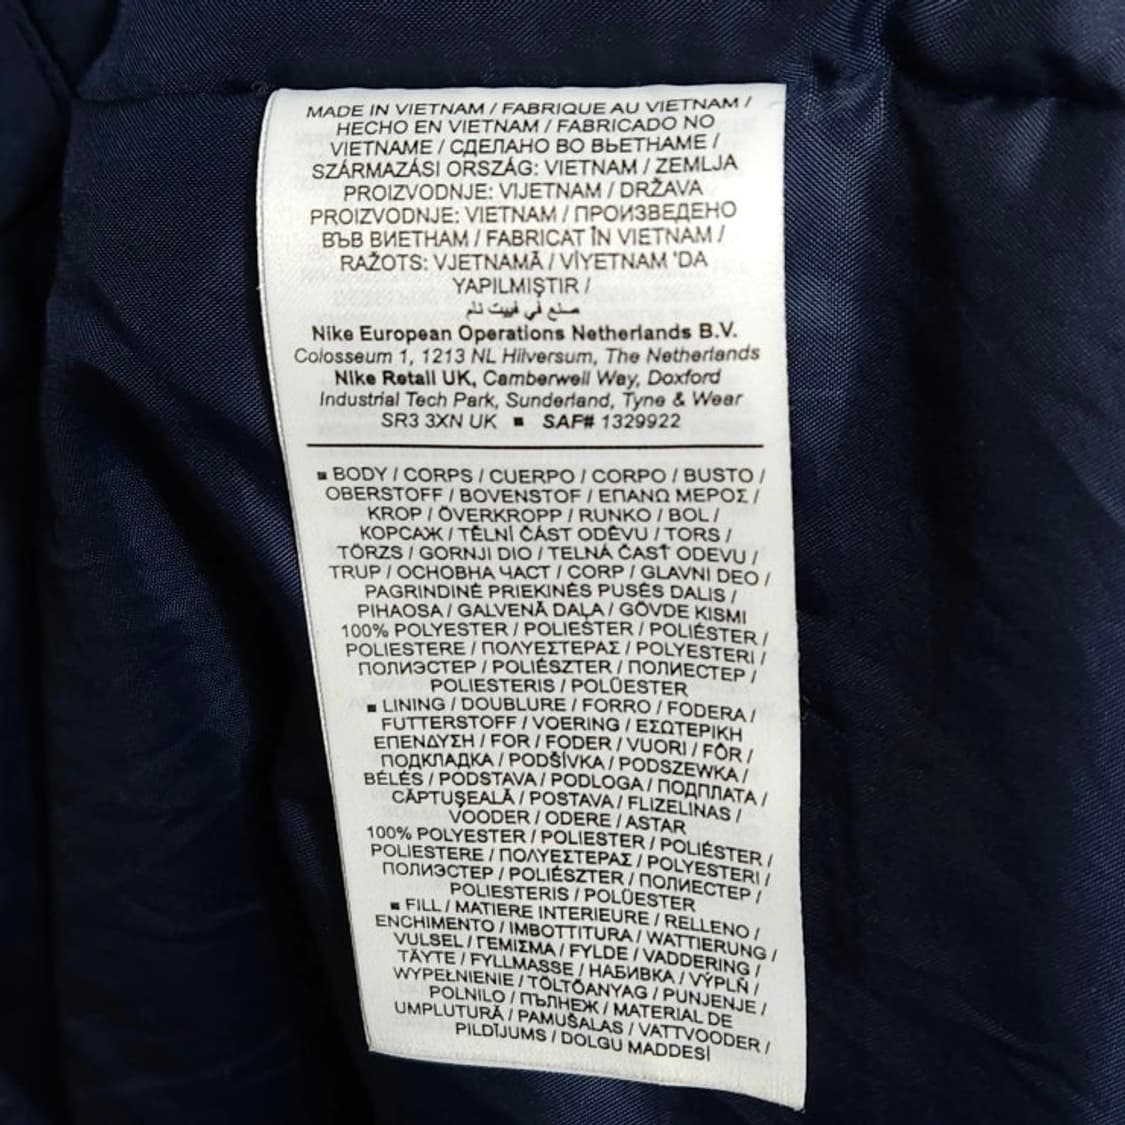 MADE IN VIETNAM / FABRIQUE AU VIETNAM /
HECHO EN VIETNAM / FABRICADO NO
VIETNAME / СДЕЛАНО ВО ВЬЕТНАМЕ /
SZÁRMAZÁSI ORSZÁG: VIETNAM / ZEMLJA
PROIZVODNJE: VIJETNAM / DRŽAVA
PROIZVODNJE: VIETNAM / ПРОИЗВЕДЕНО
ВЪВ ВИЕТНАМ / FABRICAT ÎN VIETNAM /
RAŽOTS: VJETNAMĀ / VİYETNAM 'DA
YAPILMIŞTIR /
صنع في فييت نام
Nike European Operations Netherlands B.V.
Colosseum 1, 1213 NL Hilversum, The Netherlands
Nike Retail UK, Camberwell Way, Doxford
Industrial Tech Park, Sunderland, Tyne & Wear
SR3 3XN UK ■ SAF# 1329922
■ BODY / CORPS / CUERPO / CORPO / BUSTO /
OBERSTOFF / BOVENSTOF / ΕΠΑΝΩ ΜΕΡΟΣ /
KROP / ÖVERKROPP / RUNKO / BOL /
КОРСАЖ / TĚLNÍ ČÁST ODĚVU / TORS /
TÖRZS / GORNJI DIO / TELNÁ ČASŤ ODEVU /
TRUP / ОСНОВНА ЧАСТ / CORP / GLAVNI DEO /
PAGRINDINĖ PRIEKINĖS PUSĖS DALIS /
PIHAOSA / GALVENĀ DAĻA / GÖVDE KISMI
100% POLYESTER / POLIESTER / POLIÉSTER /
POLIESTERE / ΠΟΛΥΕΣΤΕΡΑΣ / POLYESTERI /
ПОЛИЭСТЕР / POLIÉSZTER / ПОЛИЕСТЕР /
POLIESTERIS / POLÜESTER
■ LINING / DOUBLURE / FORRO / FODERA /
FUTTERSTOFF / VOERING / ΕΣΩΤΕΡΙΚΗ
ΕΠΕΝΔΥΣΗ / FOR / FODER / VUORI / FÔR /
ПОДКЛАДКА / PODŠÍVKA / PODSZEWKA /
BÉLÉS / PODSTAVA / PODLOGA / ПОДПЛАТА /
CĂPTUŞEALĂ / POSTAVA / FLIZELINAS /
VOODER / ODERE / ASTAR
100% POLYESTER / POLIESTER / POLIÉSTER /
POLIESTERE / ΠΟΛΥΕΣΤΕΡΑΣ / POLYESTERI /
ПОЛИЭСТЕР / POLIÉSZTER / ПОЛИЕСТЕР /
POLIESTERIS / POLÜESTER
■ FILL / MATIERE INTERIEURE / RELLENO /
ENCHIMENTO / IMBOTTITURA / WATTIERUNG /
VULSEL / ΓΕΜΙΣΜΑ / FYLDE / VADDERING /
TÄYTE / FYLLMASSE / НАБИВКА / VÝPLŇ /
WYPEŁNIENIE / TÖLTŐANYAG / PUNJENJE /
POLNILO / ПЪЛНЕЖ / MATERIAL DE
UMPLUTURĂ / PAMUŠALAS / VATTVOODER /
PILDĪJUMS / DOLGU MADDESİ